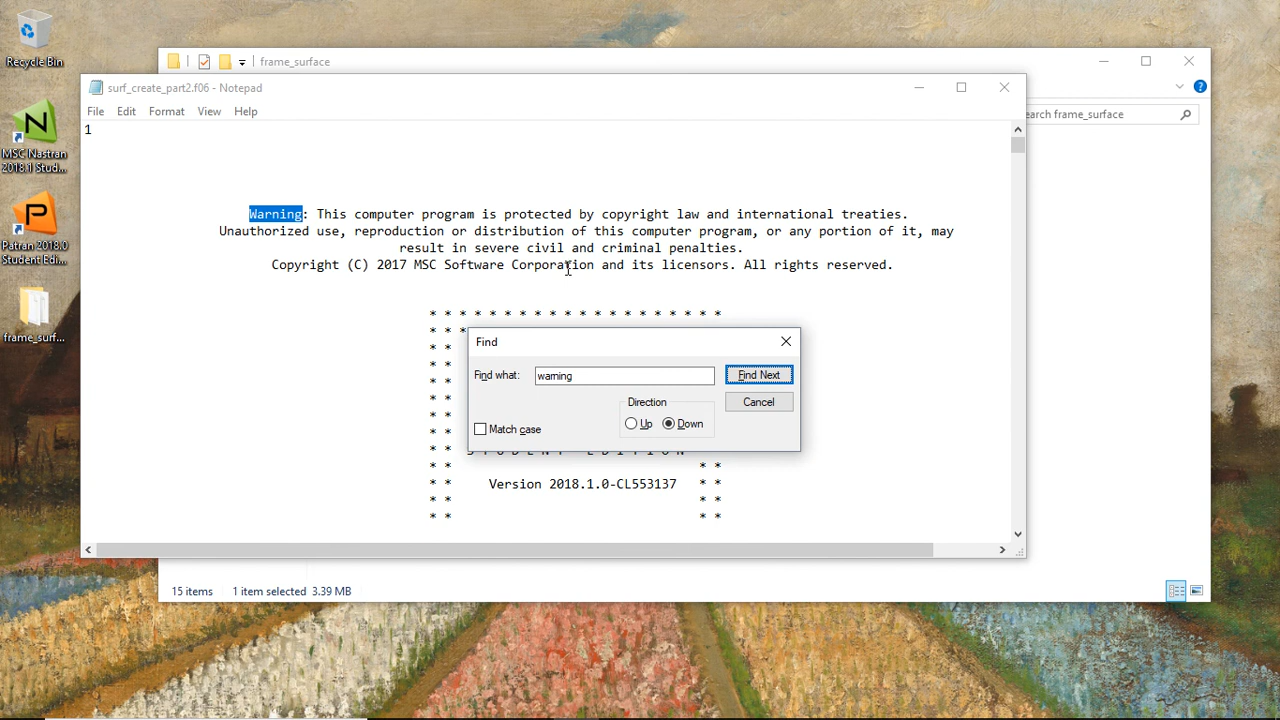 Recycle Bin
MSC Nastran
2018.1 Stud...
Patran 2018.0
Student Edi...
frame_surf...
frame_surface
earch frame_surface
surf_create_part2.f06 - Notepad
File Edit Format View Help
1
Warning: This computer program is protected by copyright law and international treaties.
Unauthorized use, reproduction or distribution of this computer program, or any portion of it, may
result in severe civil and criminal penalties.
Copyright (C) 2017 MSC Software Corporation and its licensors. All rights reserved.
* * * * * * * * * * * * * * * * * * * *
* * *
* *
* *
* *
* *
* *
* *
* *
* * S T U D E N T   E D I T I O N
* * * *
* * Version 2018.1.0-CL553137 * *
* * * *
* * * *
Find
Find what: warning Find Next
Direction Cancel
Match case Up Down
15 items 1 item selected 3.39 MB